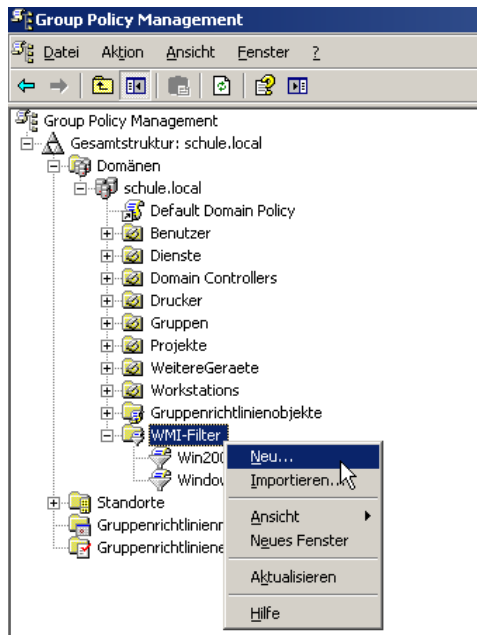 Group Policy Management
Datei Aktion Ansicht Fenster ?
Group Policy Management
Gesamtstruktur: schule.local
Domänen
schule.local
Default Domain Policy
Benutzer
Dienste
Domain Controllers
Drucker
Gruppen
Projekte
WeitereGeraete
Workstations
Gruppenrichtlinienobjekte
WMI-Filter
Neu...
Importieren...
Standorte
Ansicht
Neues Fenster
Aktualisieren
Hilfe